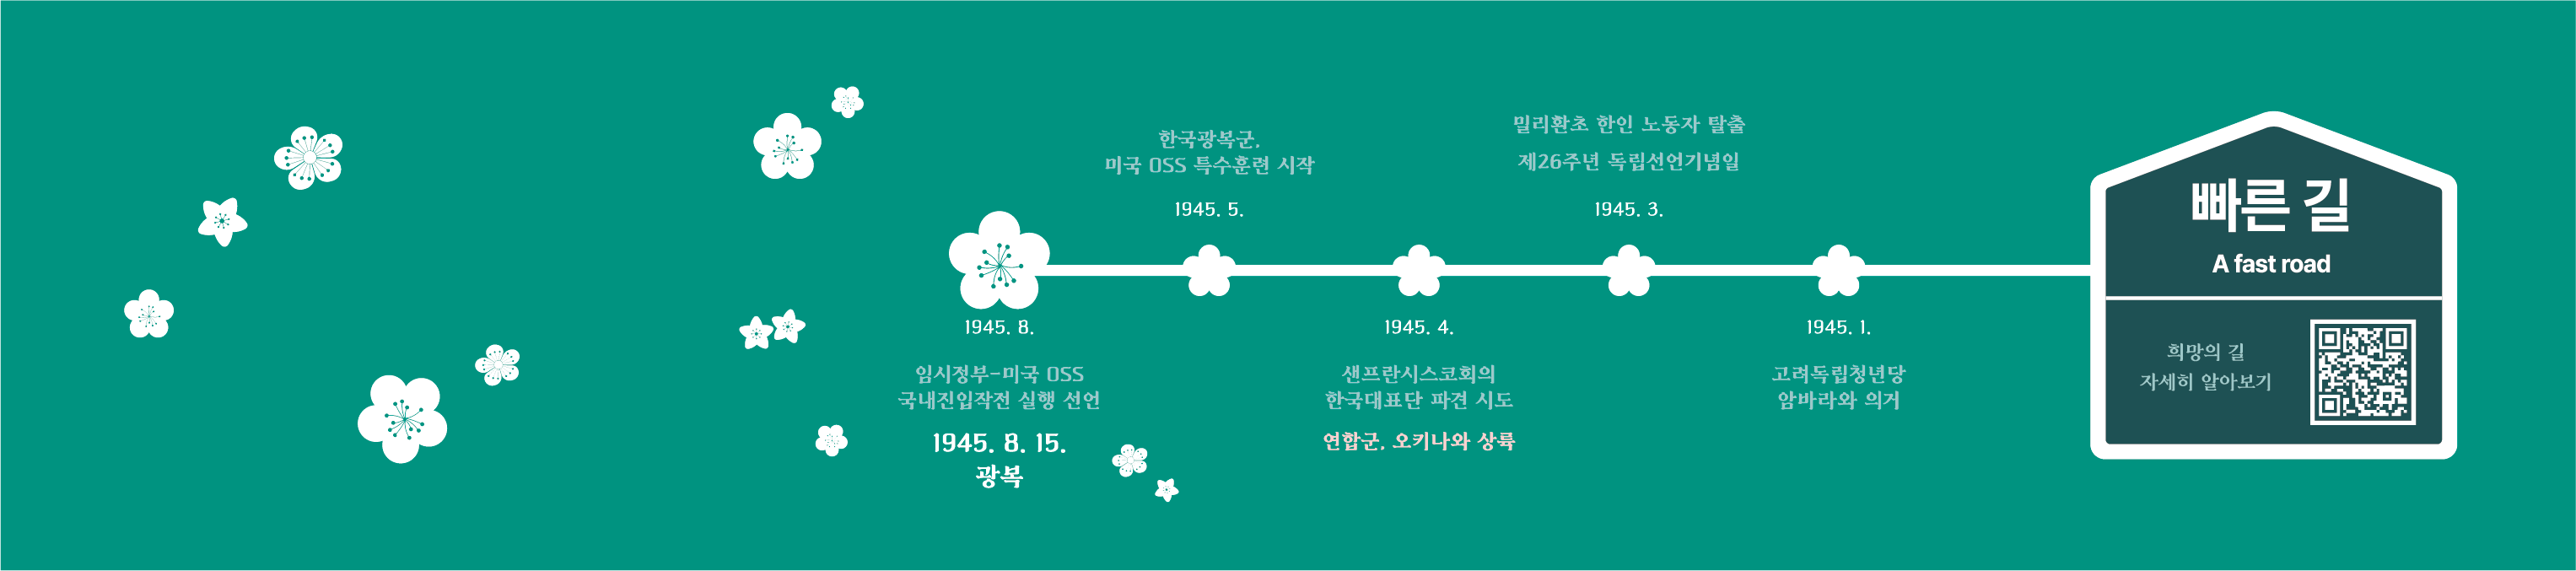 한국광복군,
미국 OSS 특수훈련 시작
1945. 5.
밀리환초 한인 노동자 탈출
제26주년 독립선언기념일
1945. 3.
1945. 8.
임시정부-미국 OSS
국내진입작전 실행 선언
1945. 8. 15.
광복
1945. 4.
샌프란시스코회의
한국대표단 파견 시도
연합군, 오키나와 상륙
1945. 1.
고려독립청년당
암바라와 의거
빠른 길
A fast road
희망의 길
자세히 알아보기